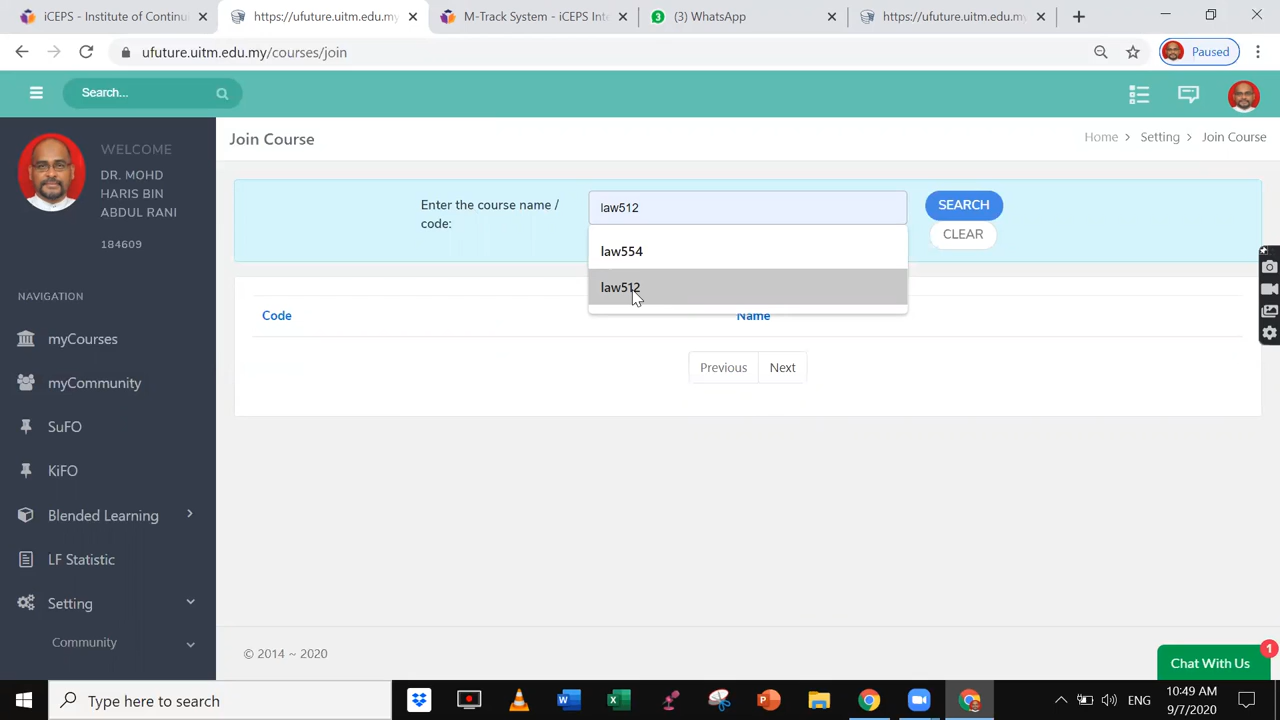 iCEPS - Institute of Continu
https://ufuture.uitm.edu.my/
M-Track System - iCEPS Inte
3 (3) WhatsApp
https://ufuture.uitm.edu.my/
ufuture.uitm.edu.my/courses/join
Paused
Search...
WELCOME
DR. MOHD
HARIS BIN
ABDUL RANI
184609
NAVIGATION
myCourses
myCommunity
SuFO
KiFO
Blended Learning
LF Statistic
Setting
Community
Join Course
Home > Setting > Join Course
Enter the course name /
code:
law512
SEARCH
CLEAR
law554
law512
Code
Name
Previous
Next
© 2014 ~ 2020
1
Chat With Us
Type here to search
ENG
10:49 AM
9/7/2020